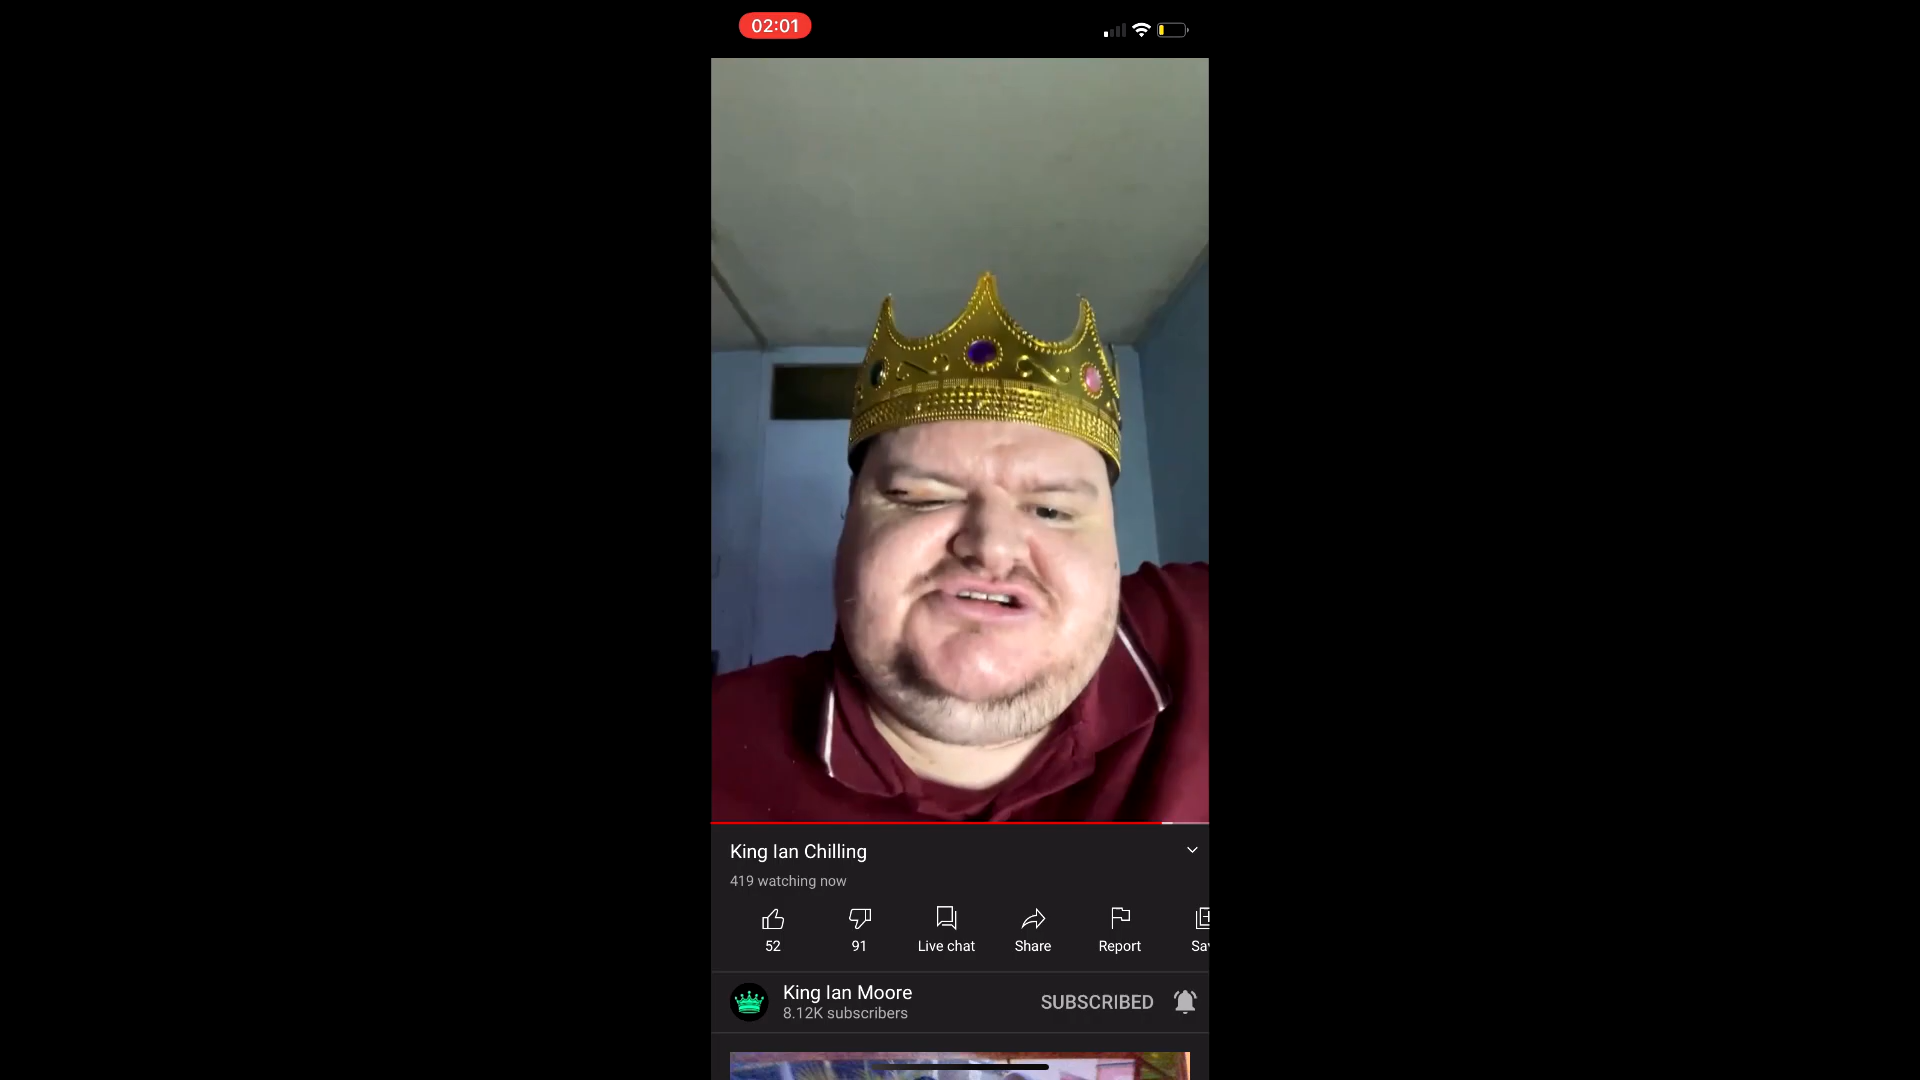 02:01
King Ian Chilling
419 watching now
52
91
Live chat
Share
Report
Sav
King Ian Moore
8.12K subscribers
SUBSCRIBED